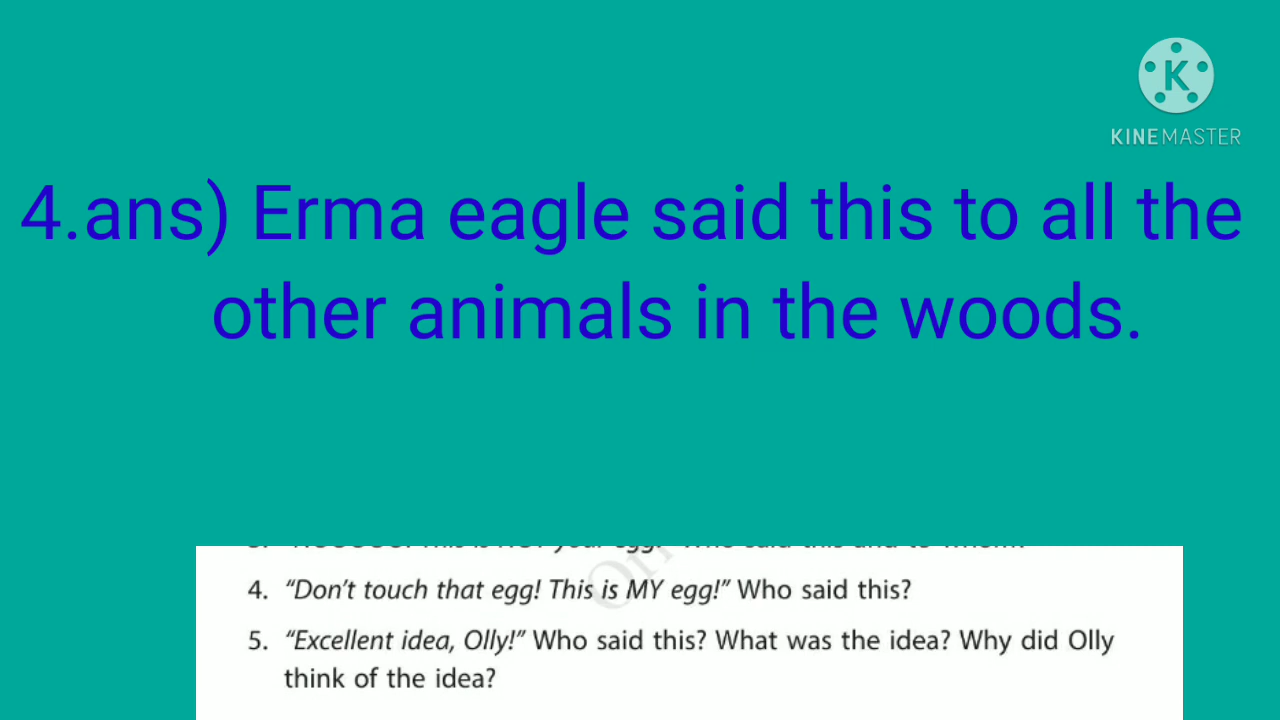 K
KINEMASTER
4.ans) Erma eagle said this to all the
other animals in the woods.
4. “Don’t touch that egg! This is MY egg!” Who said this?
5. “Excellent idea, Olly!” Who said this? What was the idea? Why did Olly
think of the idea?